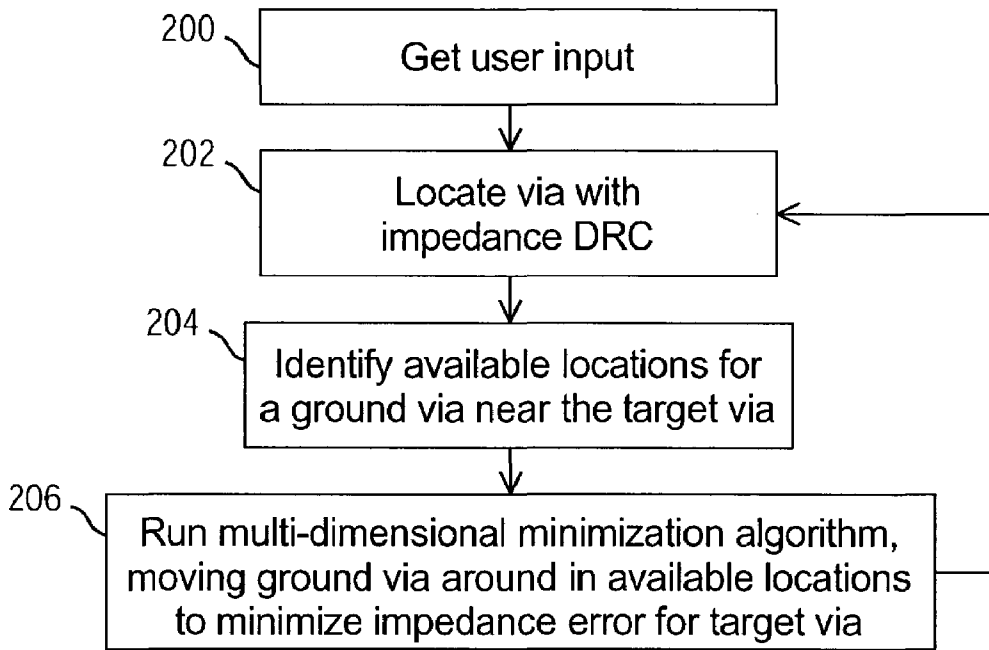 200
Get user input
202
Locate via with
impedance DRC
204
Identify available locations for
a ground via near the target via
206
Run multi-dimensional minimization algorithm,
moving ground via around in available locations
to minimize impedance error for target via